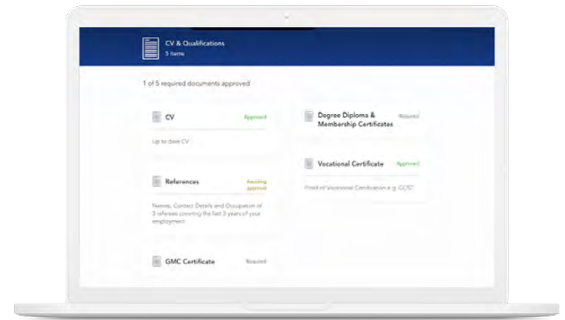 CV & Qualifications
5 items
1 of 5 required documents approved
CV
Approved
Up to date CV
References
Awaiting
approval
Names, Contact Details and Occupation of
3 referees covering the last 3 years of your
employment
GMC Certificate
Required
Degree Diploma &
Membership Certificates
Required
Vocational Certificate
Approved
Proof of Vocational Certification e.g.